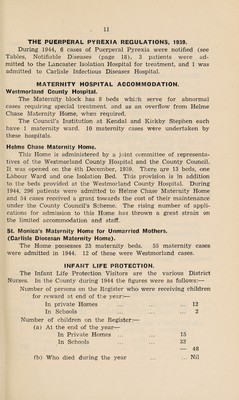 11
THE PUERPERAL PYREXIA REGULATIONS, 1939.
During 1944, 6 cases of Puerperal Pyrexia were notified (see
Tables, Notifiable Diseases (page 18), 3 patients were ad-
mitted to the Lancaster Isolation Hospital for treatment, and 1 was
admitted to Carlisle Infectious Diseases Hospital.
MATERNITY HOSPITAL ACCOMMODATION.
Westmorland County Hospital.
The Maternity block has 8 beds which serve for abnormal
cases requiring special treatment, and as an overflow from Helme
Chase Maternity Home, when required.
The Council's Institution at Kendal and Kirkby Stephen each
have 1 maternity ward. 10 maternity cases were undertaken by
these hospitals.
Helme Chase Maternity Home.
This Home is administered by a joint committee of representa-
tives of the Westmorland County Hospital and the County Council.
It was opened on the 4th December, 1939. There are 13 beds, one
Labour Ward and one Isolation Bed. This provision is in addition
to the beds provided at the Westmorland County Hospital. During
1944, 296 patients were admitted to Helme Chase Maternity Home
and 54 cases received a grant towards the cost of their maintenance
under the County Council's Scheme. The rising number of appli-
cations for admission to this Home has thrown a great strain on
the limited accommodation and staff.
St. Monica's Maternity Home for Unmarried Mothers.
(Carlisle Diocesan Maternity Home).
The Home possesses 23 maternity beds. 55 maternity cases
were admitted in 1944. 12 of these were Westmorland cases.
INFANT LIFE PROTECTION.
The Infant Life Protection Visitors are the various District
Nurses. In the County during 1944 the figures were as follows:—
Number of persons on the Register who were receiving children
for reward at end of the year:—
In private Homes ... ... ... 12
In Schools ... ... ... 2
Number of children on the Register:—
(a) At the end of the year:—
In Private Homes ... 15
In Schools ... 33
— 48
(b) Who died during the year ... ... Nil